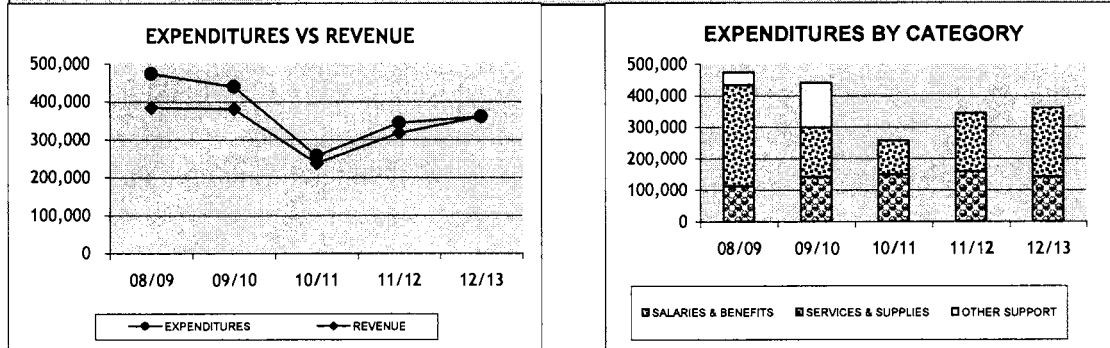 EXPENDITURES VS REVENUE
500,000
400,000
300,000
200,000
100,000
0
08/09 09/10 10/11 11/12 12/13
EXPENDITURES REVENUE
EXPENDITURES BY CATEGORY
500,000
400,000
300,000
200,000
100,000
0
08/09 09/10 10/11 11/12 12/13
SALARIES & BENEFITS SERVICES & SUPPLIES OTHER SUPPORT